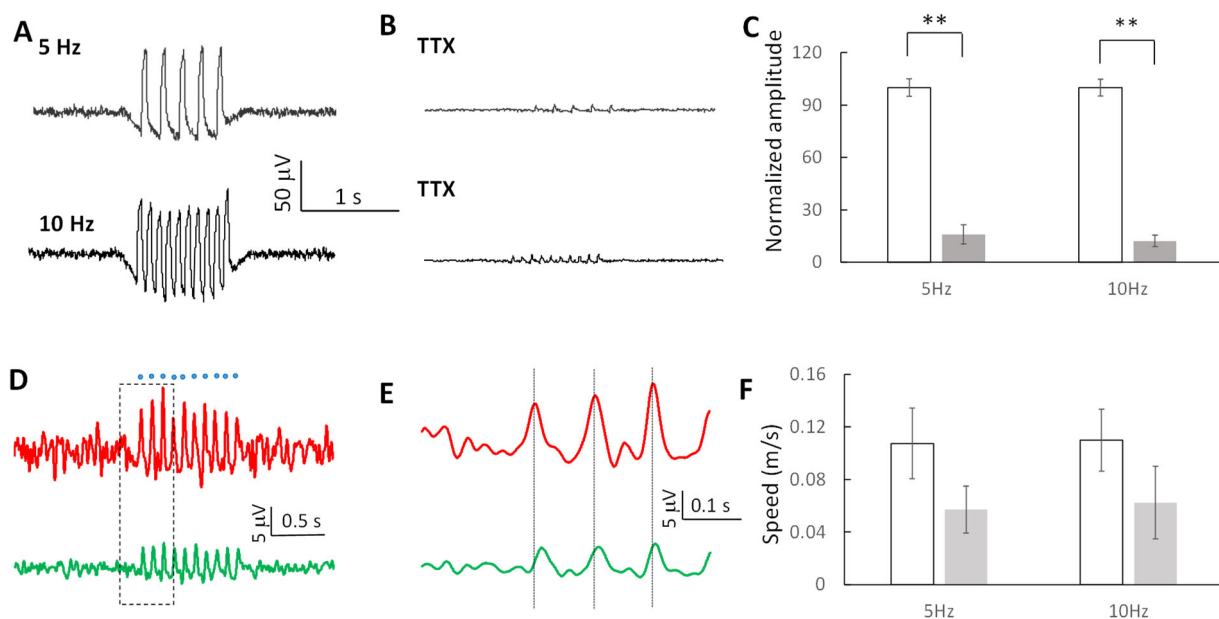 A
5 Hz
50 µV
1 s
10 Hz
B
TTX
TTX
C
**
**
Normalized amplitude
120
90
60
30
0
5Hz
10Hz
D
5 µV
0.5 s
E
5 µV
0.1 s
F
Speed (m/s)
0.16
0.12
0.08
0.04
0
5Hz
10Hz